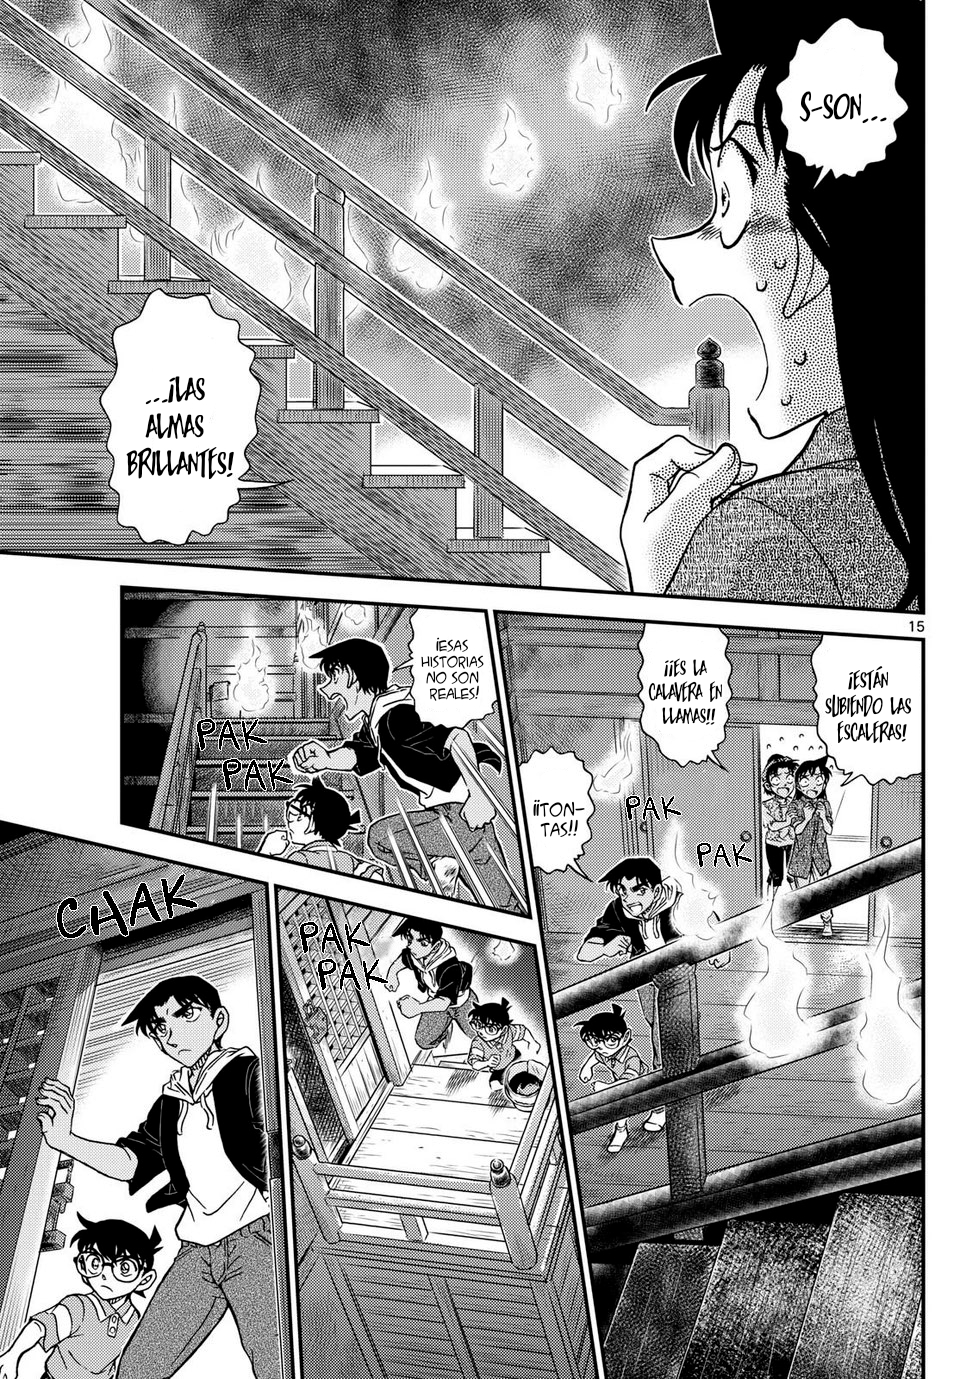 S-SON...
...¡LAS
ALMAS
BRILLANTES!
15
¡ESTÁN
SUBIENDO LAS
ESCALERAS!
¡¡ES LA
CALAVERA EN
LLAMAS!!
¡¡TON-
TAS!!
PAK
PAK
¡ESAS
HISTORIAS
NO SON
REALES!
PAK
PAK
PAK
PAK
CHAK